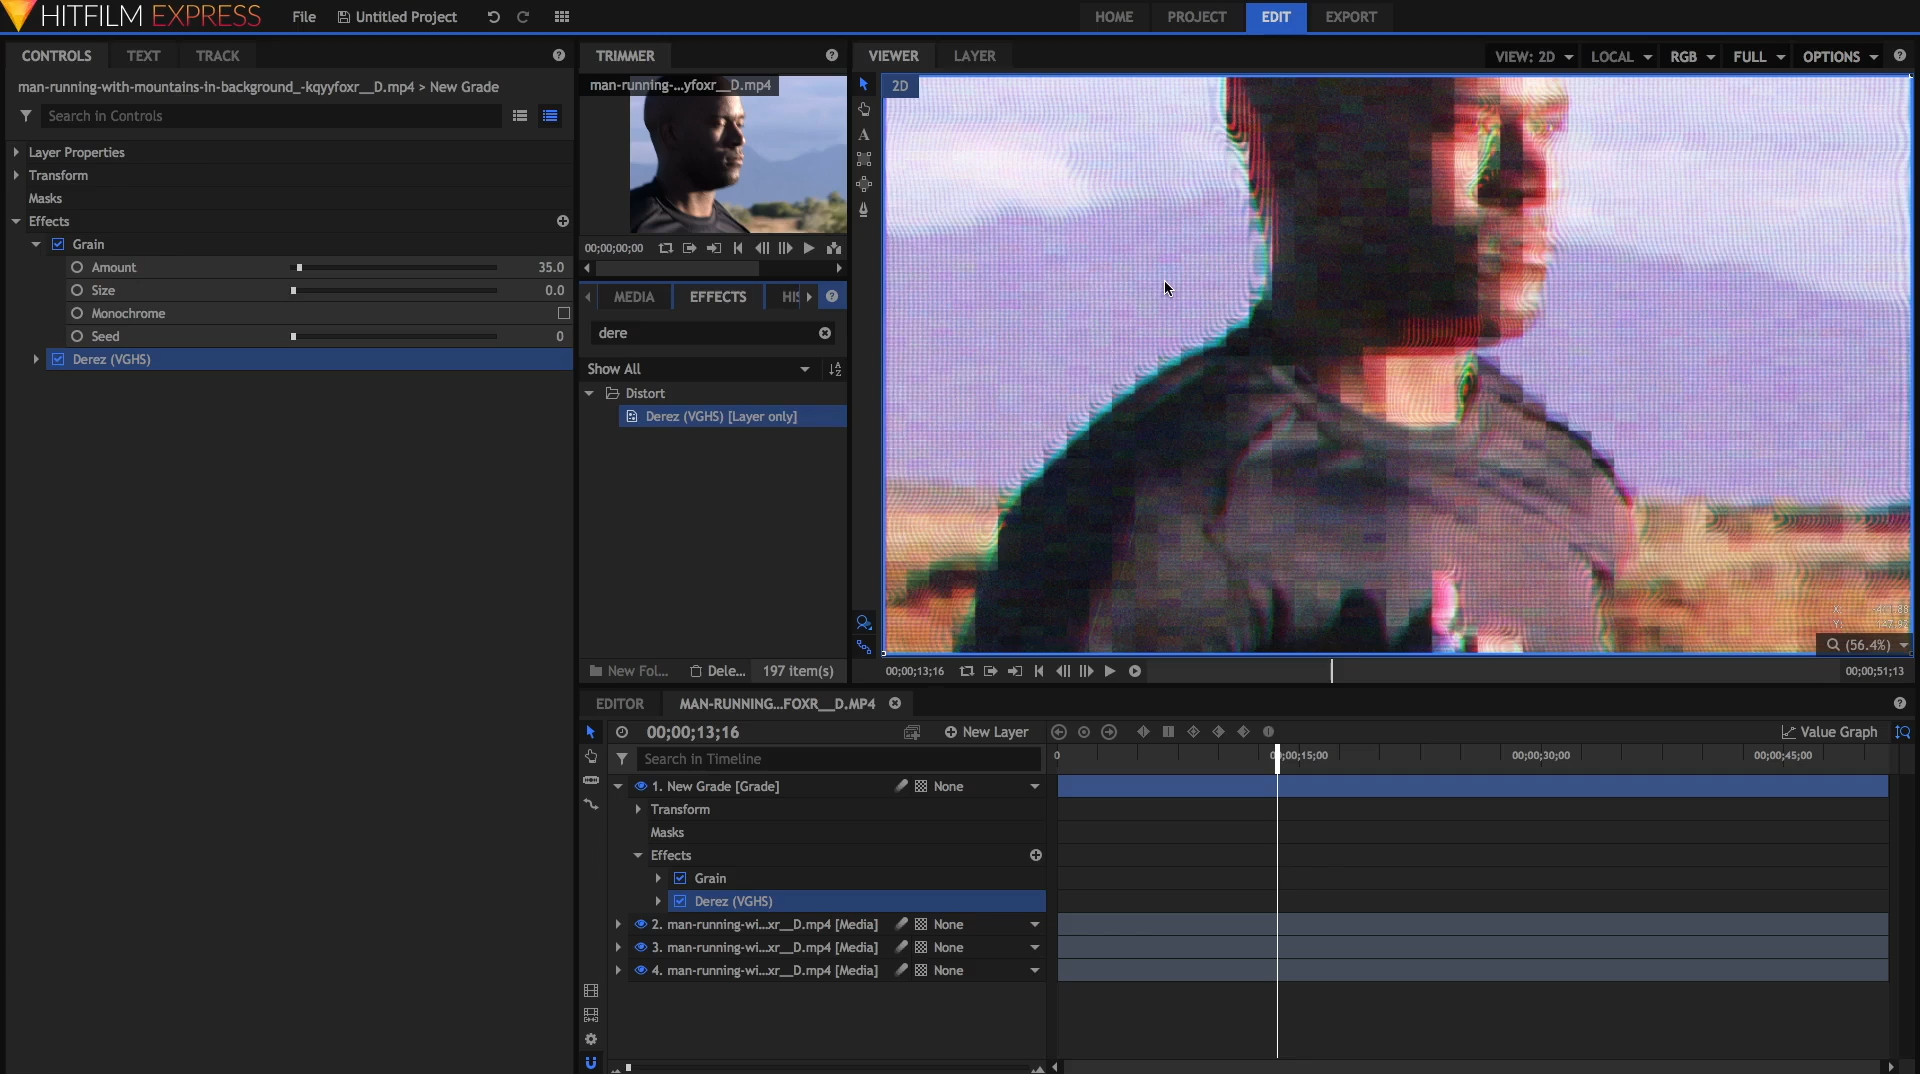 HITFILM EXPRESS
File
Untitled Project
HOME
PROJECT
EDIT
EXPORT
CONTROLS
TEXT
TRACK
man-running-with-mountains-in-background_-kqyyfoxr__D.mp4 > New Grade
Search in Controls
Layer Properties
Transform
Masks
Effects
Grain
Amount 35.0
Size 0.0
Monochrome
Seed 0
Derez (VGHS)
TRIMMER
man-running-...yfoxr__D.mp4
00;00;00;00
MEDIA
EFFECTS
HIS
dere
Show All
Distort
Derez (VGHS) [Layer only]
New Fol...
Dele...
197 item(s)
VIEWER
LAYER
VIEW: 2D
LOCAL
RGB
FULL
OPTIONS
2D
A
X:
Y:
(56.4%)
00;00;13;16
00;00;51;13
EDITOR
MAN-RUNNING...FOXR__D.MP4
00;00;13;16
New Layer
Value Graph
Search in Timeline
0
00;00;15;00
00;00;30;00
00;00;45;00
1. New Grade [Grade]
None
Transform
Masks
Effects
Grain
Derez (VGHS)
2. man-running-wi...xr__D.mp4 [Media]
None
3. man-running-wi...xr__D.mp4 [Media]
None
4. man-running-wi...xr__D.mp4 [Media]
None